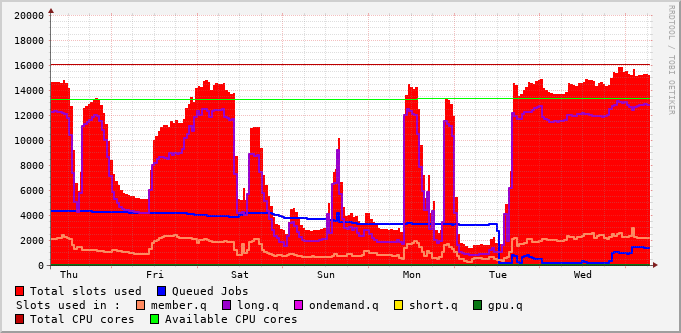 20000
18000
16000
14000
12000
10000
8000
6000
4000
2000
0
Thu Fri Sat Sun Mon Tue Wed
RRDTOOL / TOBI OETIKER
Total slots used Queued Jobs
Slots used in : member.q long.q ondemand.q short.q gpu.q
Total CPU cores Available CPU cores